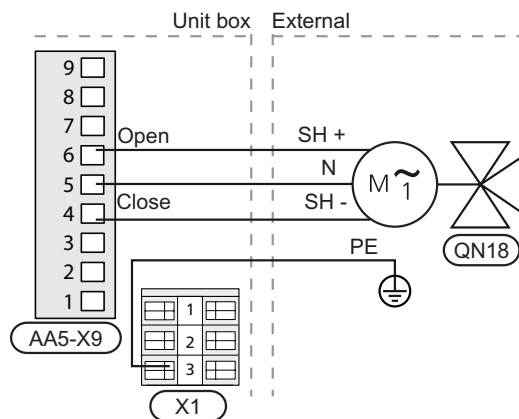 Unit box External
9
8
7
6 Open SH +
5 N
4 Close SH -
3
2
1
M ~ 1
QN18
PE
AA5-X9
1
2
3
X1